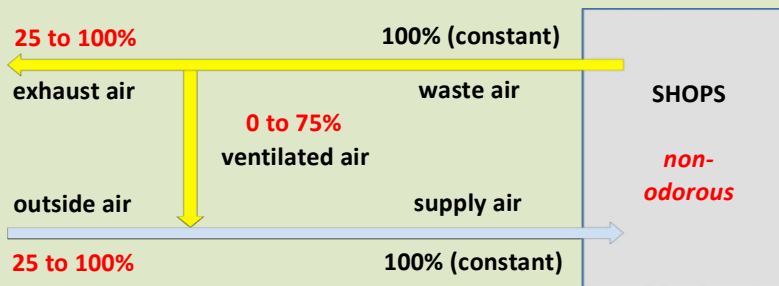 25 to 100%
100% (constant)
exhaust air
waste air
SHOPS
0 to 75%
ventilated air
non-
odorous
outside air
supply air
25 to 100%
100% (constant)